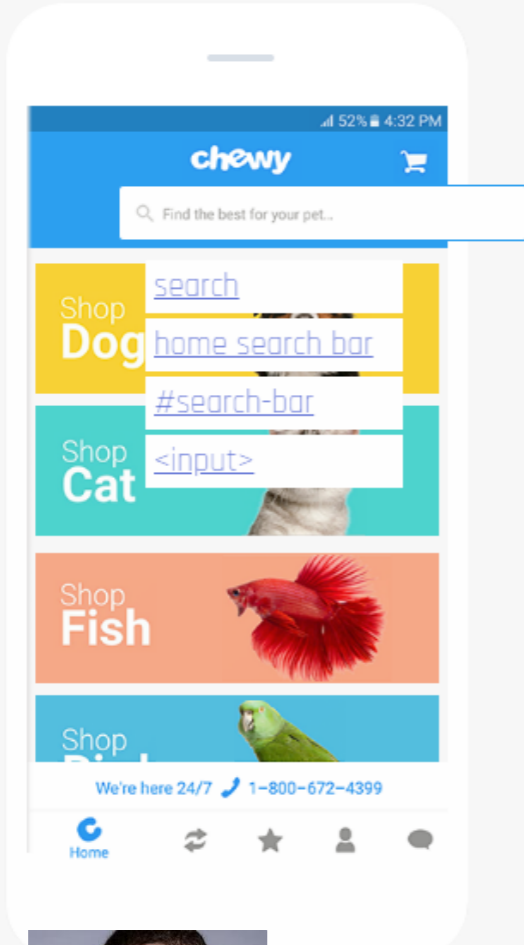 52% 4:32 PM
chewy
Find the best for your pet...
search
Shop
Dog
home search bar
#search-bar
Shop
<input>
Cat
Shop
Fish
Shop
We're here 24/7 1-800-672-4399
Home